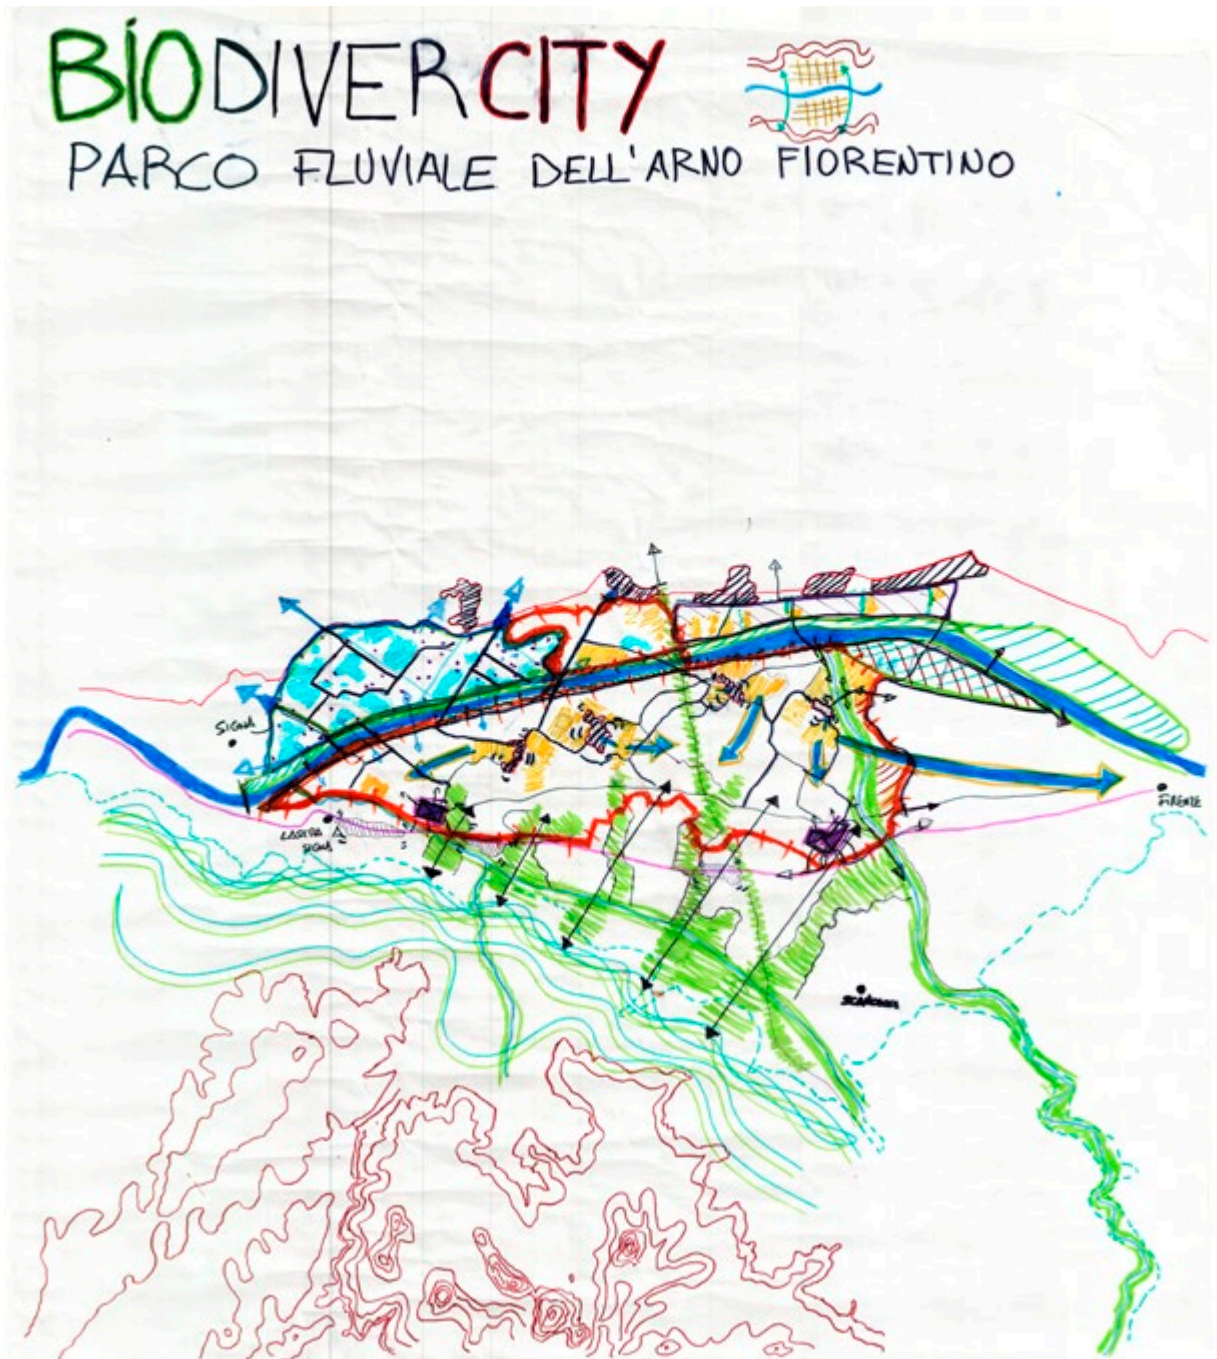 BIODIVERCITY
PARCO FLUVIALE DELL'ARNO FIORENTINO
SIGNA
FIRENZE
LASTRA A
SIGNA
SCANDICCI